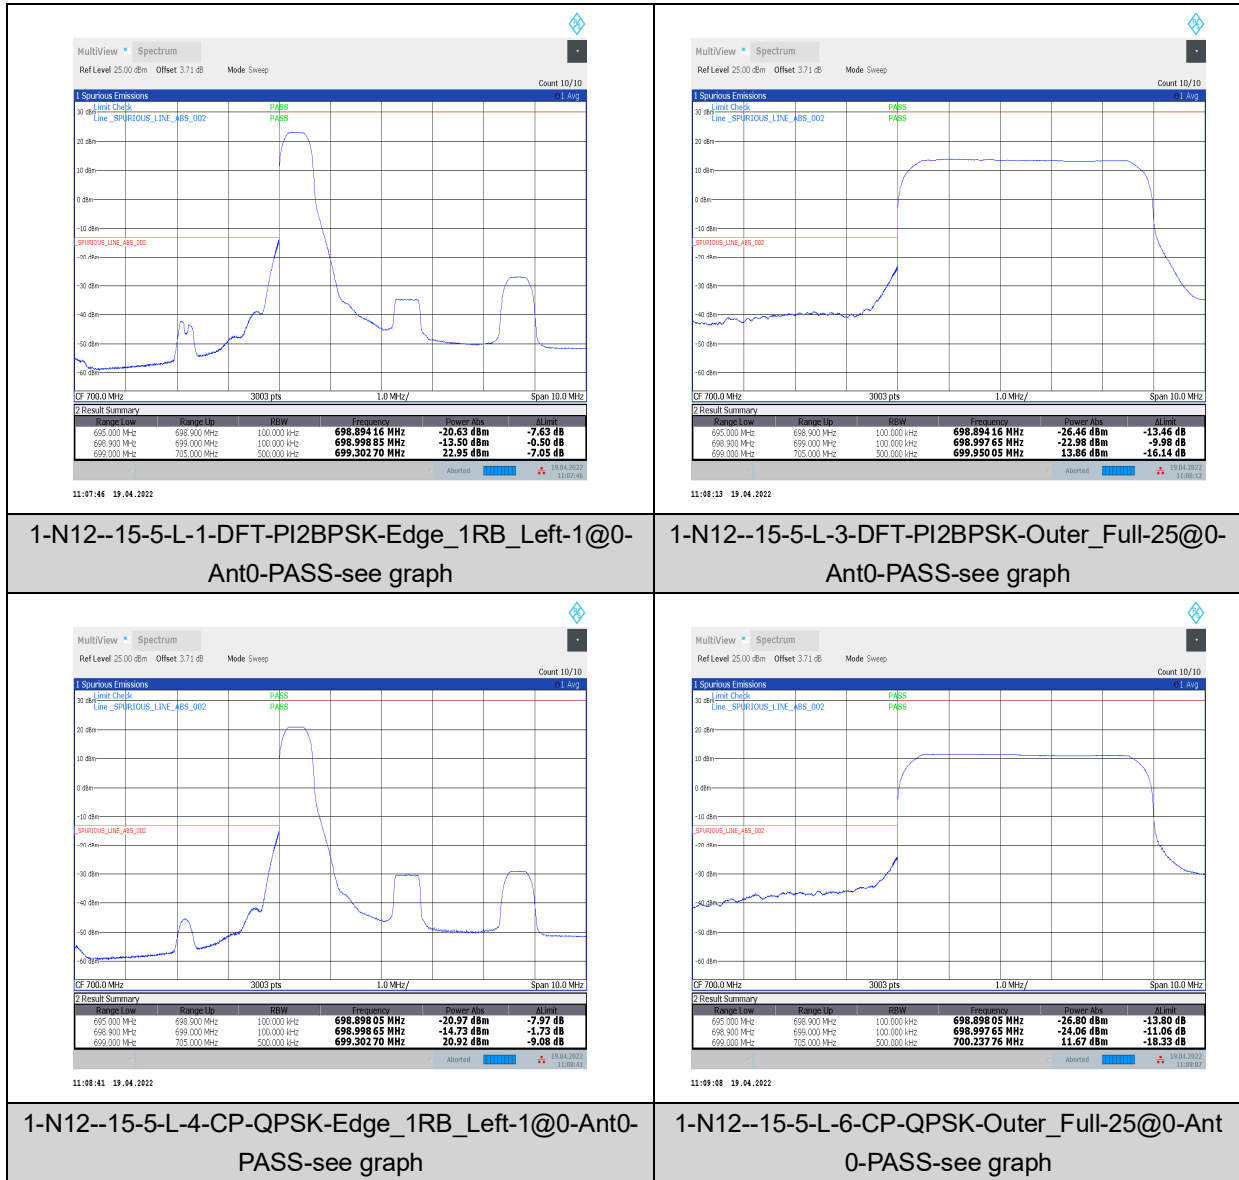 MultiView Spectrum
Ref Level 25.00 dBm Offset 3.71 dB Mode Sweep
Count 10/10
1 Spurious Emissions 1 Avg
Limit Check PASS
Line _SPURIOUS_LINE_ABS_002 PASS
30 dBm
20 dBm
10 dBm
0 dBm
-10 dBm
_SPURIOUS_LINE_ABS_002
-20 dBm
-30 dBm
-40 dBm
-50 dBm
-60 dBm
CF 700.0 MHz 3003 pts 1.0 MHz/ Span 10.0 MHz
2 Result Summary
Range Low Range Up RBW Frequency Power Abs ΔLimit
695.000 MHz 698.900 MHz 100.000 kHz 698.894 16 MHz -20.63 dBm -7.63 dB
698.900 MHz 699.000 MHz 100.000 kHz 698.998 85 MHz -13.50 dBm -0.50 dB
699.000 MHz 705.000 MHz 500.000 kHz 699.302 70 MHz 22.95 dBm -7.05 dB
Aborted 19.04.2022
11:07:46
11:07:46 19.04.2022
1-N12--15-5-L-1-DFT-PI2BPSK-Edge_1RB_Left-1@0-
Ant0-PASS-see graph
MultiView Spectrum
Ref Level 25.00 dBm Offset 3.71 dB Mode Sweep
Count 10/10
1 Spurious Emissions 1 Avg
Limit Check PASS
Line _SPURIOUS_LINE_ABS_002 PASS
30 dBm
20 dBm
10 dBm
0 dBm
-10 dBm
_SPURIOUS_LINE_ABS_002
-20 dBm
-30 dBm
-40 dBm
-50 dBm
-60 dBm
CF 700.0 MHz 3003 pts 1.0 MHz/ Span 10.0 MHz
2 Result Summary
Range Low Range Up RBW Frequency Power Abs ΔLimit
695.000 MHz 698.900 MHz 100.000 kHz 698.894 16 MHz -26.46 dBm -13.46 dB
698.900 MHz 699.000 MHz 100.000 kHz 698.997 65 MHz -22.98 dBm -9.98 dB
699.000 MHz 705.000 MHz 500.000 kHz 699.950 05 MHz 13.86 dBm -16.14 dB
Aborted 19.04.2022
11:08:12
11:08:13 19.04.2022
1-N12--15-5-L-3-DFT-PI2BPSK-Outer_Full-25@0-
Ant0-PASS-see graph
MultiView Spectrum
Ref Level 25.00 dBm Offset 3.71 dB Mode Sweep
Count 10/10
1 Spurious Emissions 1 Avg
Limit Check PASS
Line _SPURIOUS_LINE_ABS_002 PASS
30 dBm
20 dBm
10 dBm
0 dBm
-10 dBm
_SPURIOUS_LINE_ABS_002
-20 dBm
-30 dBm
-40 dBm
-50 dBm
-60 dBm
CF 700.0 MHz 3003 pts 1.0 MHz/ Span 10.0 MHz
2 Result Summary
Range Low Range Up RBW Frequency Power Abs ΔLimit
695.000 MHz 698.900 MHz 100.000 kHz 698.898 05 MHz -20.97 dBm -7.97 dB
698.900 MHz 699.000 MHz 100.000 kHz 698.998 65 MHz -14.73 dBm -1.73 dB
699.000 MHz 705.000 MHz 500.000 kHz 699.302 70 MHz 20.92 dBm -9.08 dB
Aborted 19.04.2022
11:08:41
11:08:41 19.04.2022
1-N12--15-5-L-4-CP-QPSK-Edge_1RB_Left-1@0-Ant0-
PASS-see graph
MultiView Spectrum
Ref Level 25.00 dBm Offset 3.71 dB Mode Sweep
Count 10/10
1 Spurious Emissions 1 Avg
Limit Check PASS
Line _SPURIOUS_LINE_ABS_002 PASS
30 dBm
20 dBm
10 dBm
0 dBm
-10 dBm
_SPURIOUS_LINE_ABS_002
-20 dBm
-30 dBm
-40 dBm
-50 dBm
-60 dBm
CF 700.0 MHz 3003 pts 1.0 MHz/ Span 10.0 MHz
2 Result Summary
Range Low Range Up RBW Frequency Power Abs ΔLimit
695.000 MHz 698.900 MHz 100.000 kHz 698.898 05 MHz -26.80 dBm -13.80 dB
698.900 MHz 699.000 MHz 100.000 kHz 698.997 65 MHz -24.06 dBm -11.06 dB
699.000 MHz 705.000 MHz 500.000 kHz 700.237 76 MHz 11.67 dBm -18.33 dB
Aborted 19.04.2022
11:09:07
11:09:08 19.04.2022
1-N12--15-5-L-6-CP-QPSK-Outer_Full-25@0-Ant
0-PASS-see graph